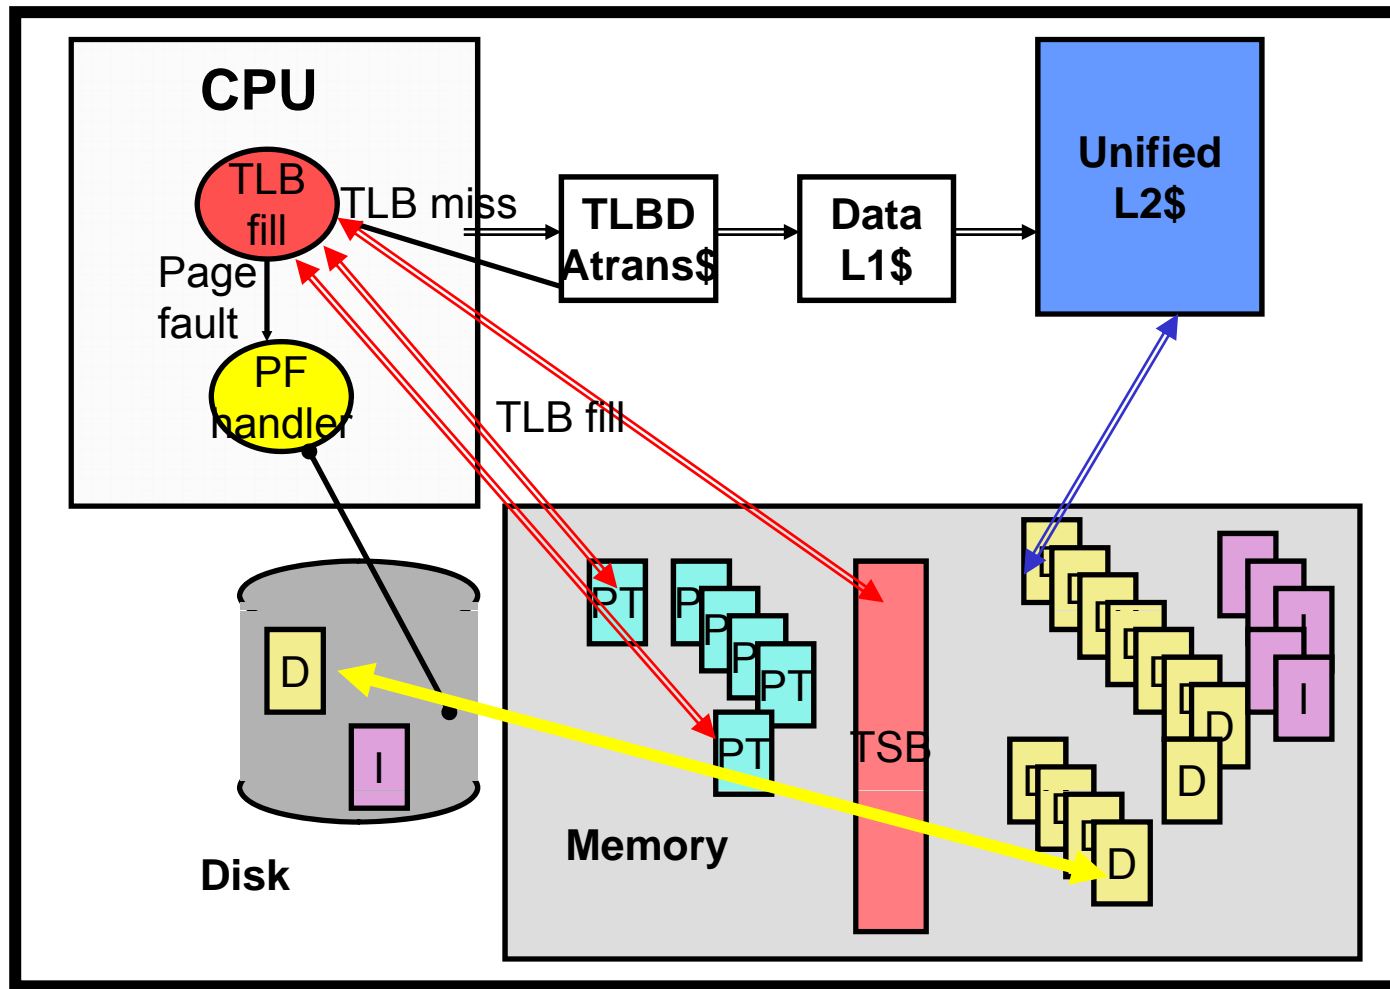 CPU
TLB
fill
TLB miss
TLBD
Atrans$
Data
L1$
Unified
L2$
Page
fault
PF
handler
TLB fill
PT
PT
PT
TSB
D
D
D
D
I
I
I
D
Memory
Disk